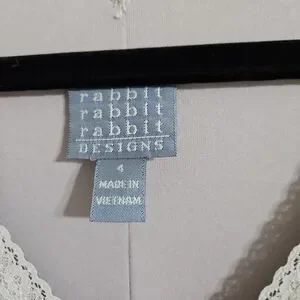 rabbit
rabbit
rabbit
DESIGNS
4
MADE IN
VIETNAM